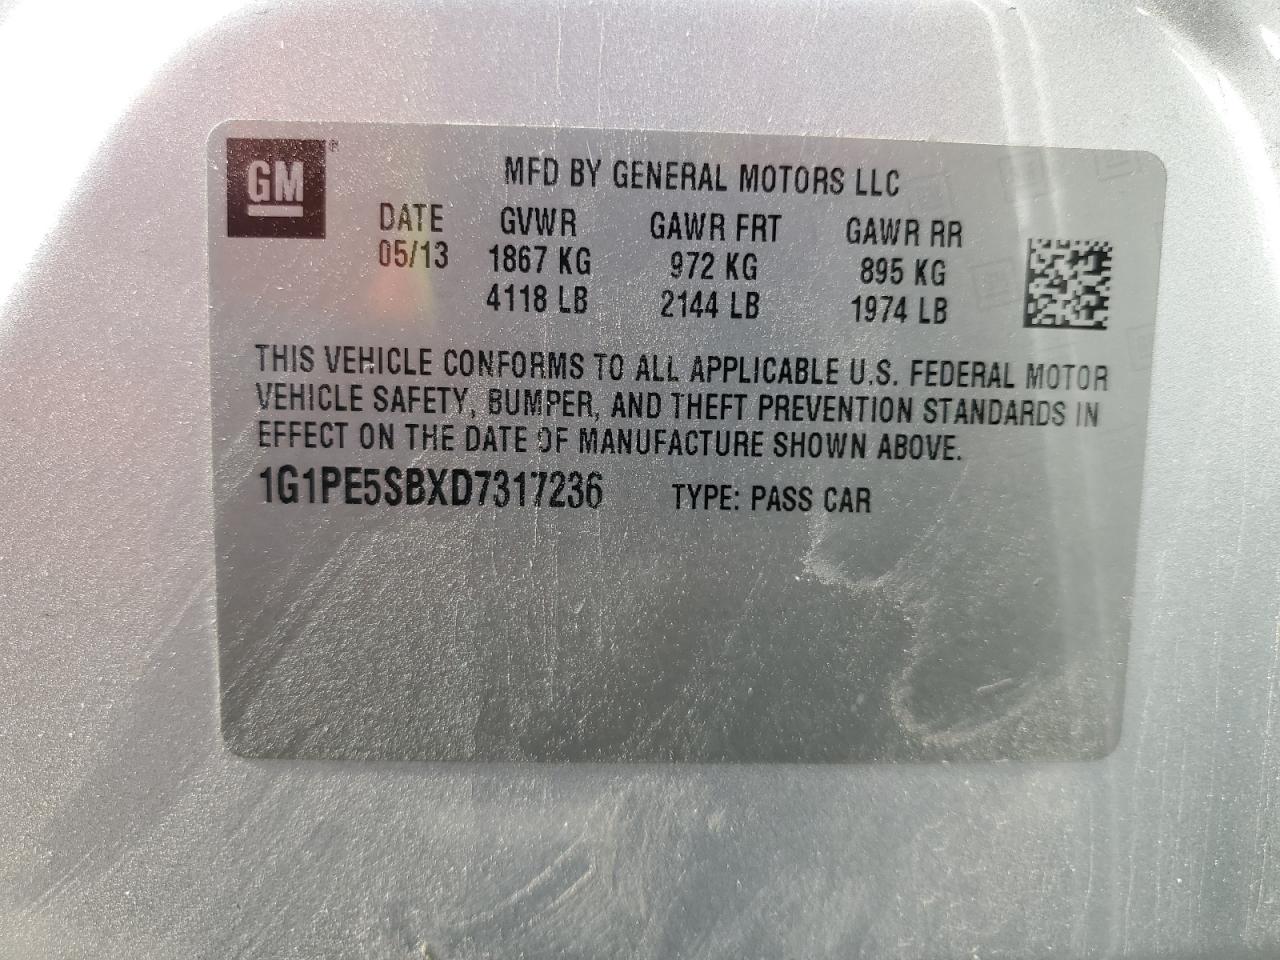 GM®
MFD BY GENERAL MOTORS LLC
DATE GVWR GAWR FRT GAWR RR
05/13 1867 KG 972 KG 895 KG
4118 LB 2144 LB 1974 LB
THIS VEHICLE CONFORMS TO ALL APPLICABLE U.S. FEDERAL MOTOR
VEHICLE SAFETY, BUMPER, AND THEFT PREVENTION STANDARDS IN
EFFECT ON THE DATE OF MANUFACTURE SHOWN ABOVE.
1G1PE5SBXD7317236 TYPE: PASS CAR